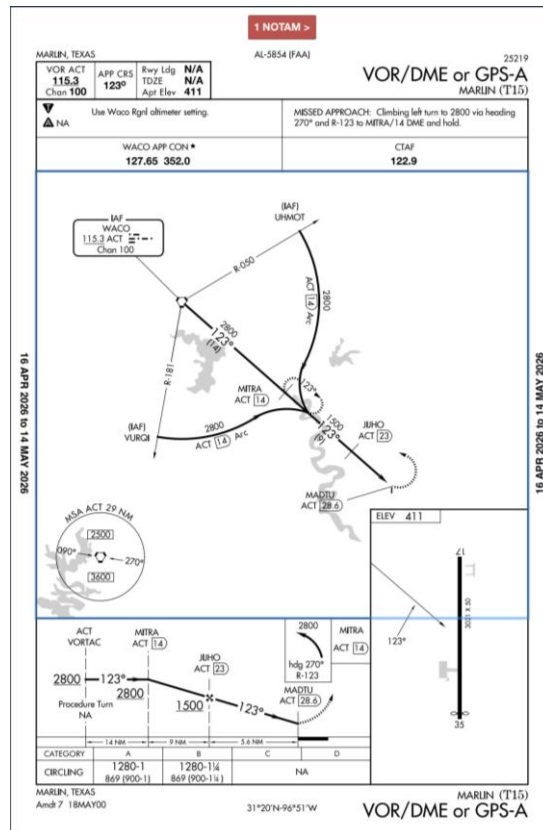 1 NOTAM >
MARLIN, TEXAS
AL-5854 (FAA)
25219
VOR ACT
115.3
Chan 100
APP CRS
123°
Rwy Ldg N/A
TDZE N/A
Apt Elev 411
VOR/DME or GPS-A
MARLIN (T15)
NA
Use Waco Rgnl altimeter setting.
MISSED APPROACH: Climbing left turn to 2800 via heading
270° and R-123 to MITRA/14 DME and hold.
WACO APP CON★
127.65 352.0
CTAF
122.9
(IAF)
UHMOT
IAF
WACO
115.3 ACT
Chan 100
R-050
2800
ACT 14 Arc
2800
123°
(14)
R-181
MITRA
ACT 14
123°
(IAF)
VURQI
2800
ACT 14 Arc
1500
123°
(9)
JIJHO
ACT 23
MADTU
ACT 28.6
16 APR 2026 to 14 MAY 2026
16 APR 2026 to 14 MAY 2026
MSA ACT 29 NM
2500
090°
270°
3600
ELEV 411
17
3021 X 50
123°
35
ACT
VORTAC
MITRA
ACT 14
JIJHO
ACT 23
2800
hdg 270°
R-123
MITRA
ACT 14
MADTU
ACT 28.6
2800
123°
2800
1500
123°
Procedure Turn
NA
14 NM
9 NM
5.6 NM
CATEGORY A B C D
CIRCLING
1280-1
869 (900-1)
1280-1¼
869 (900-1¼)
NA
MARLIN, TEXAS
Amdt 7 18MAY00
31°20'N-96°51'W
MARLIN (T15)
VOR/DME or GPS-A